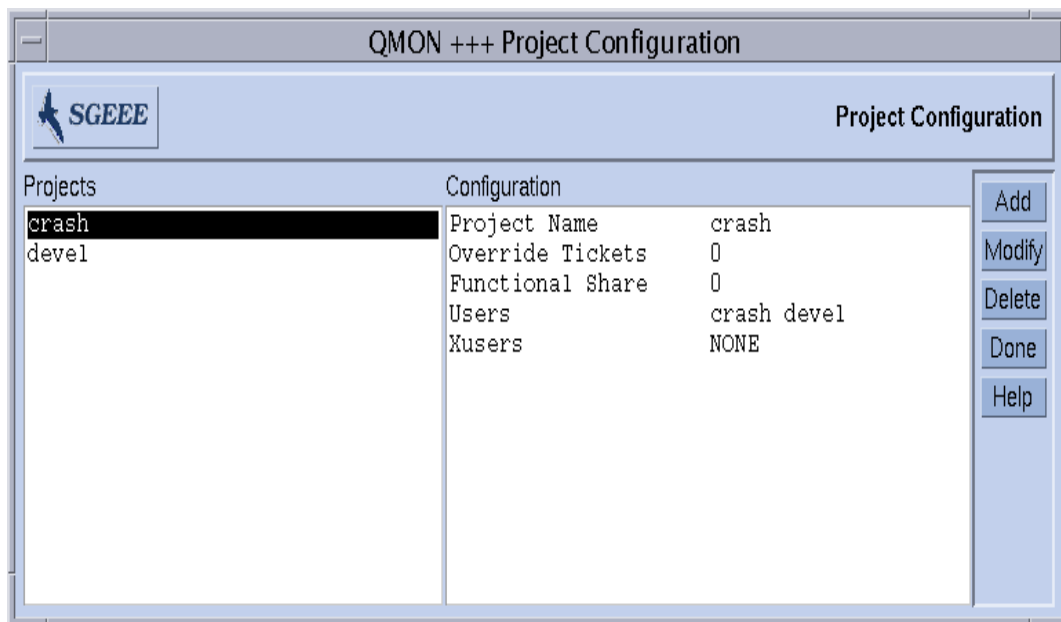 QMON +++ Project Configuration
SGEEE
Project Configuration
Projects
crash
devel
Configuration
Project Name crash
Override Tickets 0
Functional Share 0
Users crash devel
Xusers NONE
Add
Modify
Delete
Done
Help